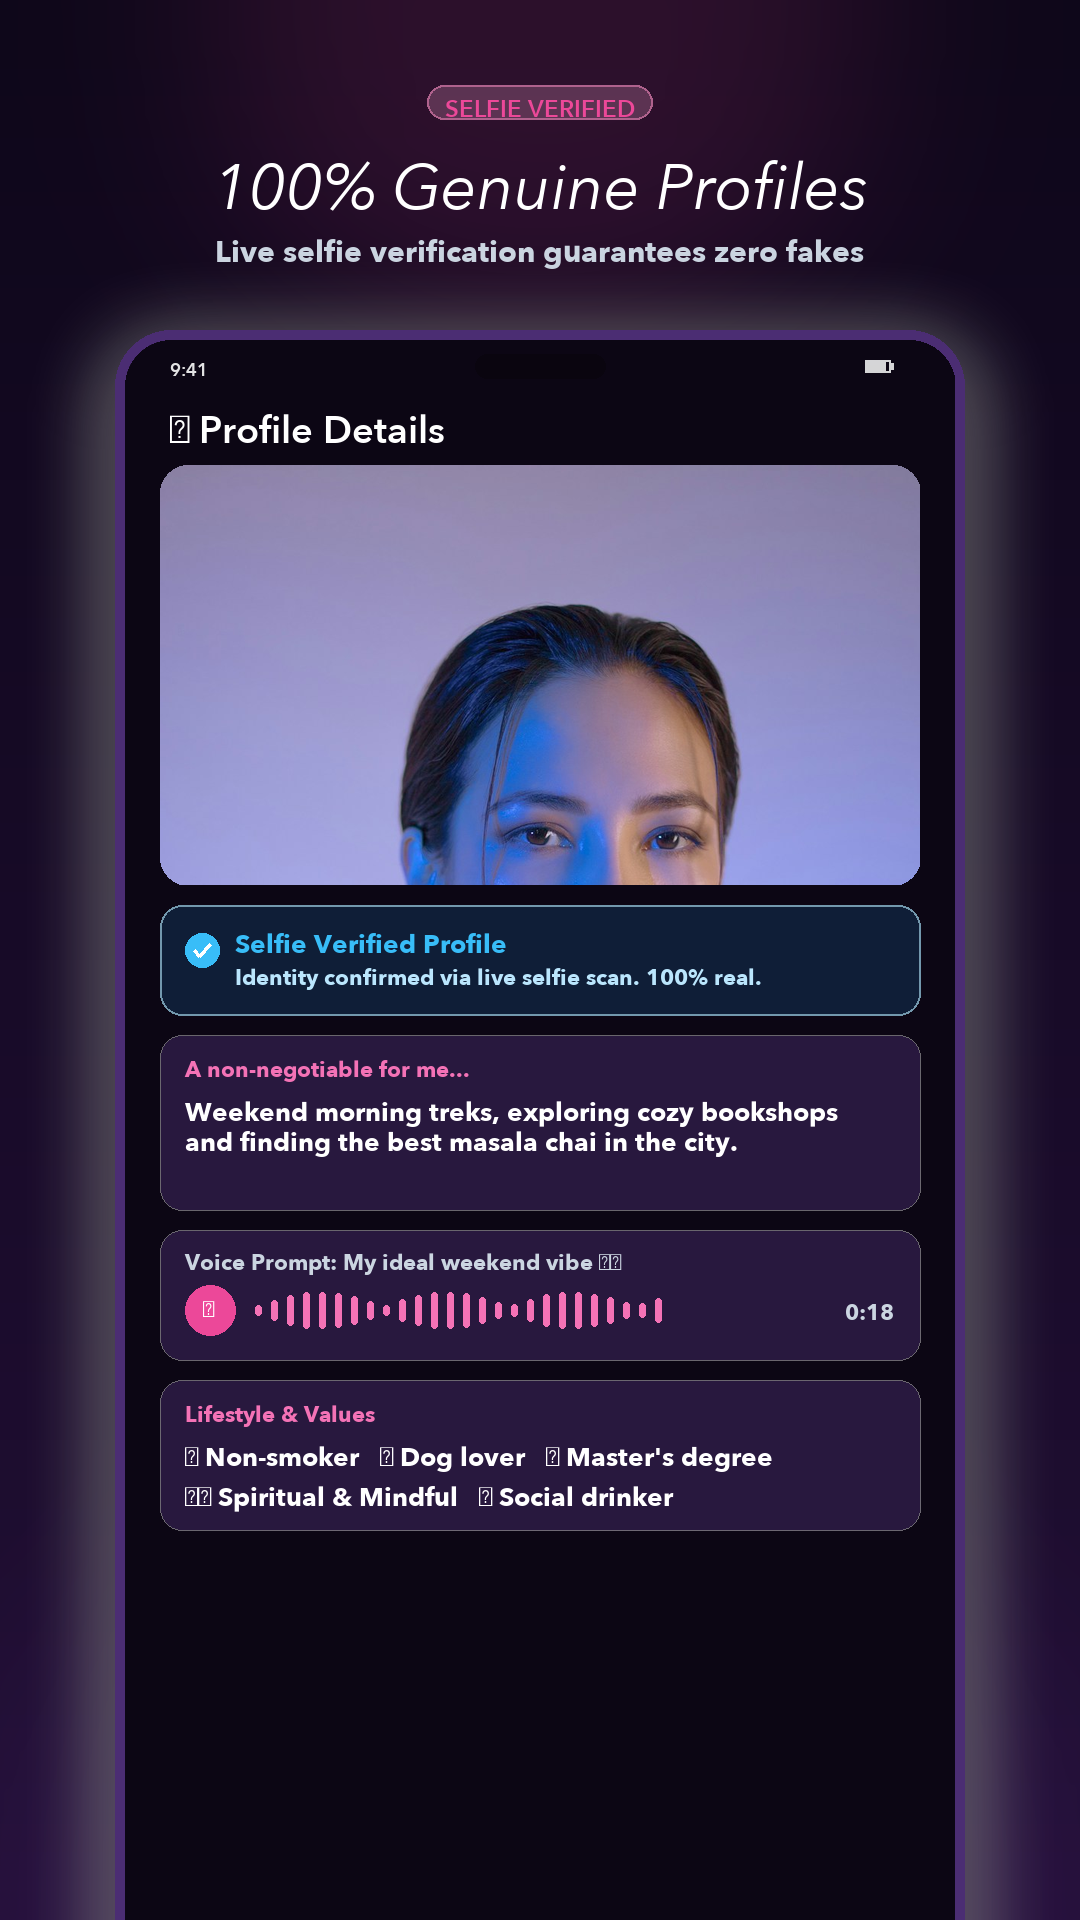 SELFIE VERIFIED
100% Genuine Profiles
Live selfie verification guarantees zero fakes
9:41
Profile Details
Selfie Verified Profile
Identity confirmed via live selfie scan. 100% real.
A non-negotiable for me...
Weekend morning treks, exploring cozy bookshops
and finding the best masala chai in the city.
Voice Prompt: My ideal weekend vibe
0:18
Lifestyle & Values
Non-smoker Dog lover Master's degree
Spiritual & Mindful Social drinker